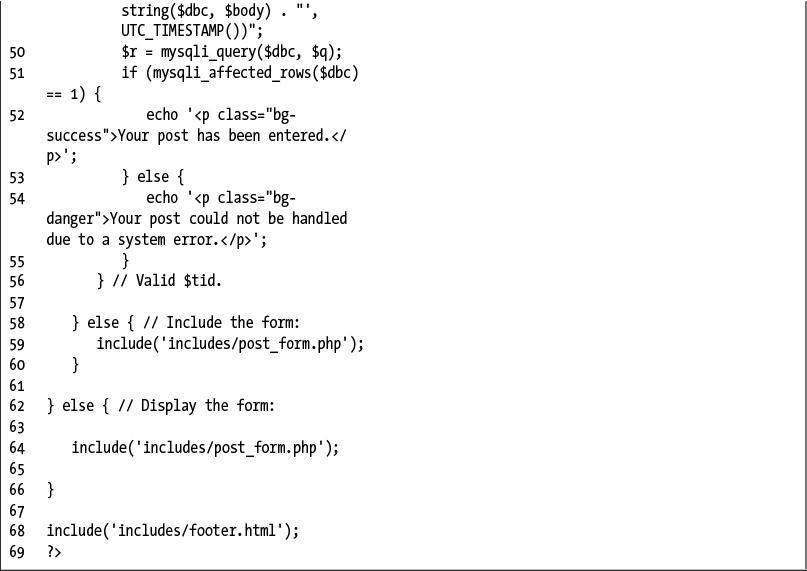 string($dbc, $body) . "',
UTC_TIMESTAMP())";
50 $r = mysqli_query($dbc, $q);
51 if (mysqli_affected_rows($dbc)
== 1) {
52 echo '<p class="bg-
success">Your post has been entered.</
p>';
53 } else {
54 echo '<p class="bg-
danger">Your post could not be handled
due to a system error.</p>';
55 }
56 } // Valid $tid.
57
58 } else { // Include the form:
59 include('includes/post_form.php');
60 }
61
62 } else { // Display the form:
63
64 include('includes/post_form.php');
65
66 }
67
68 include('includes/footer.html');
69 ?>